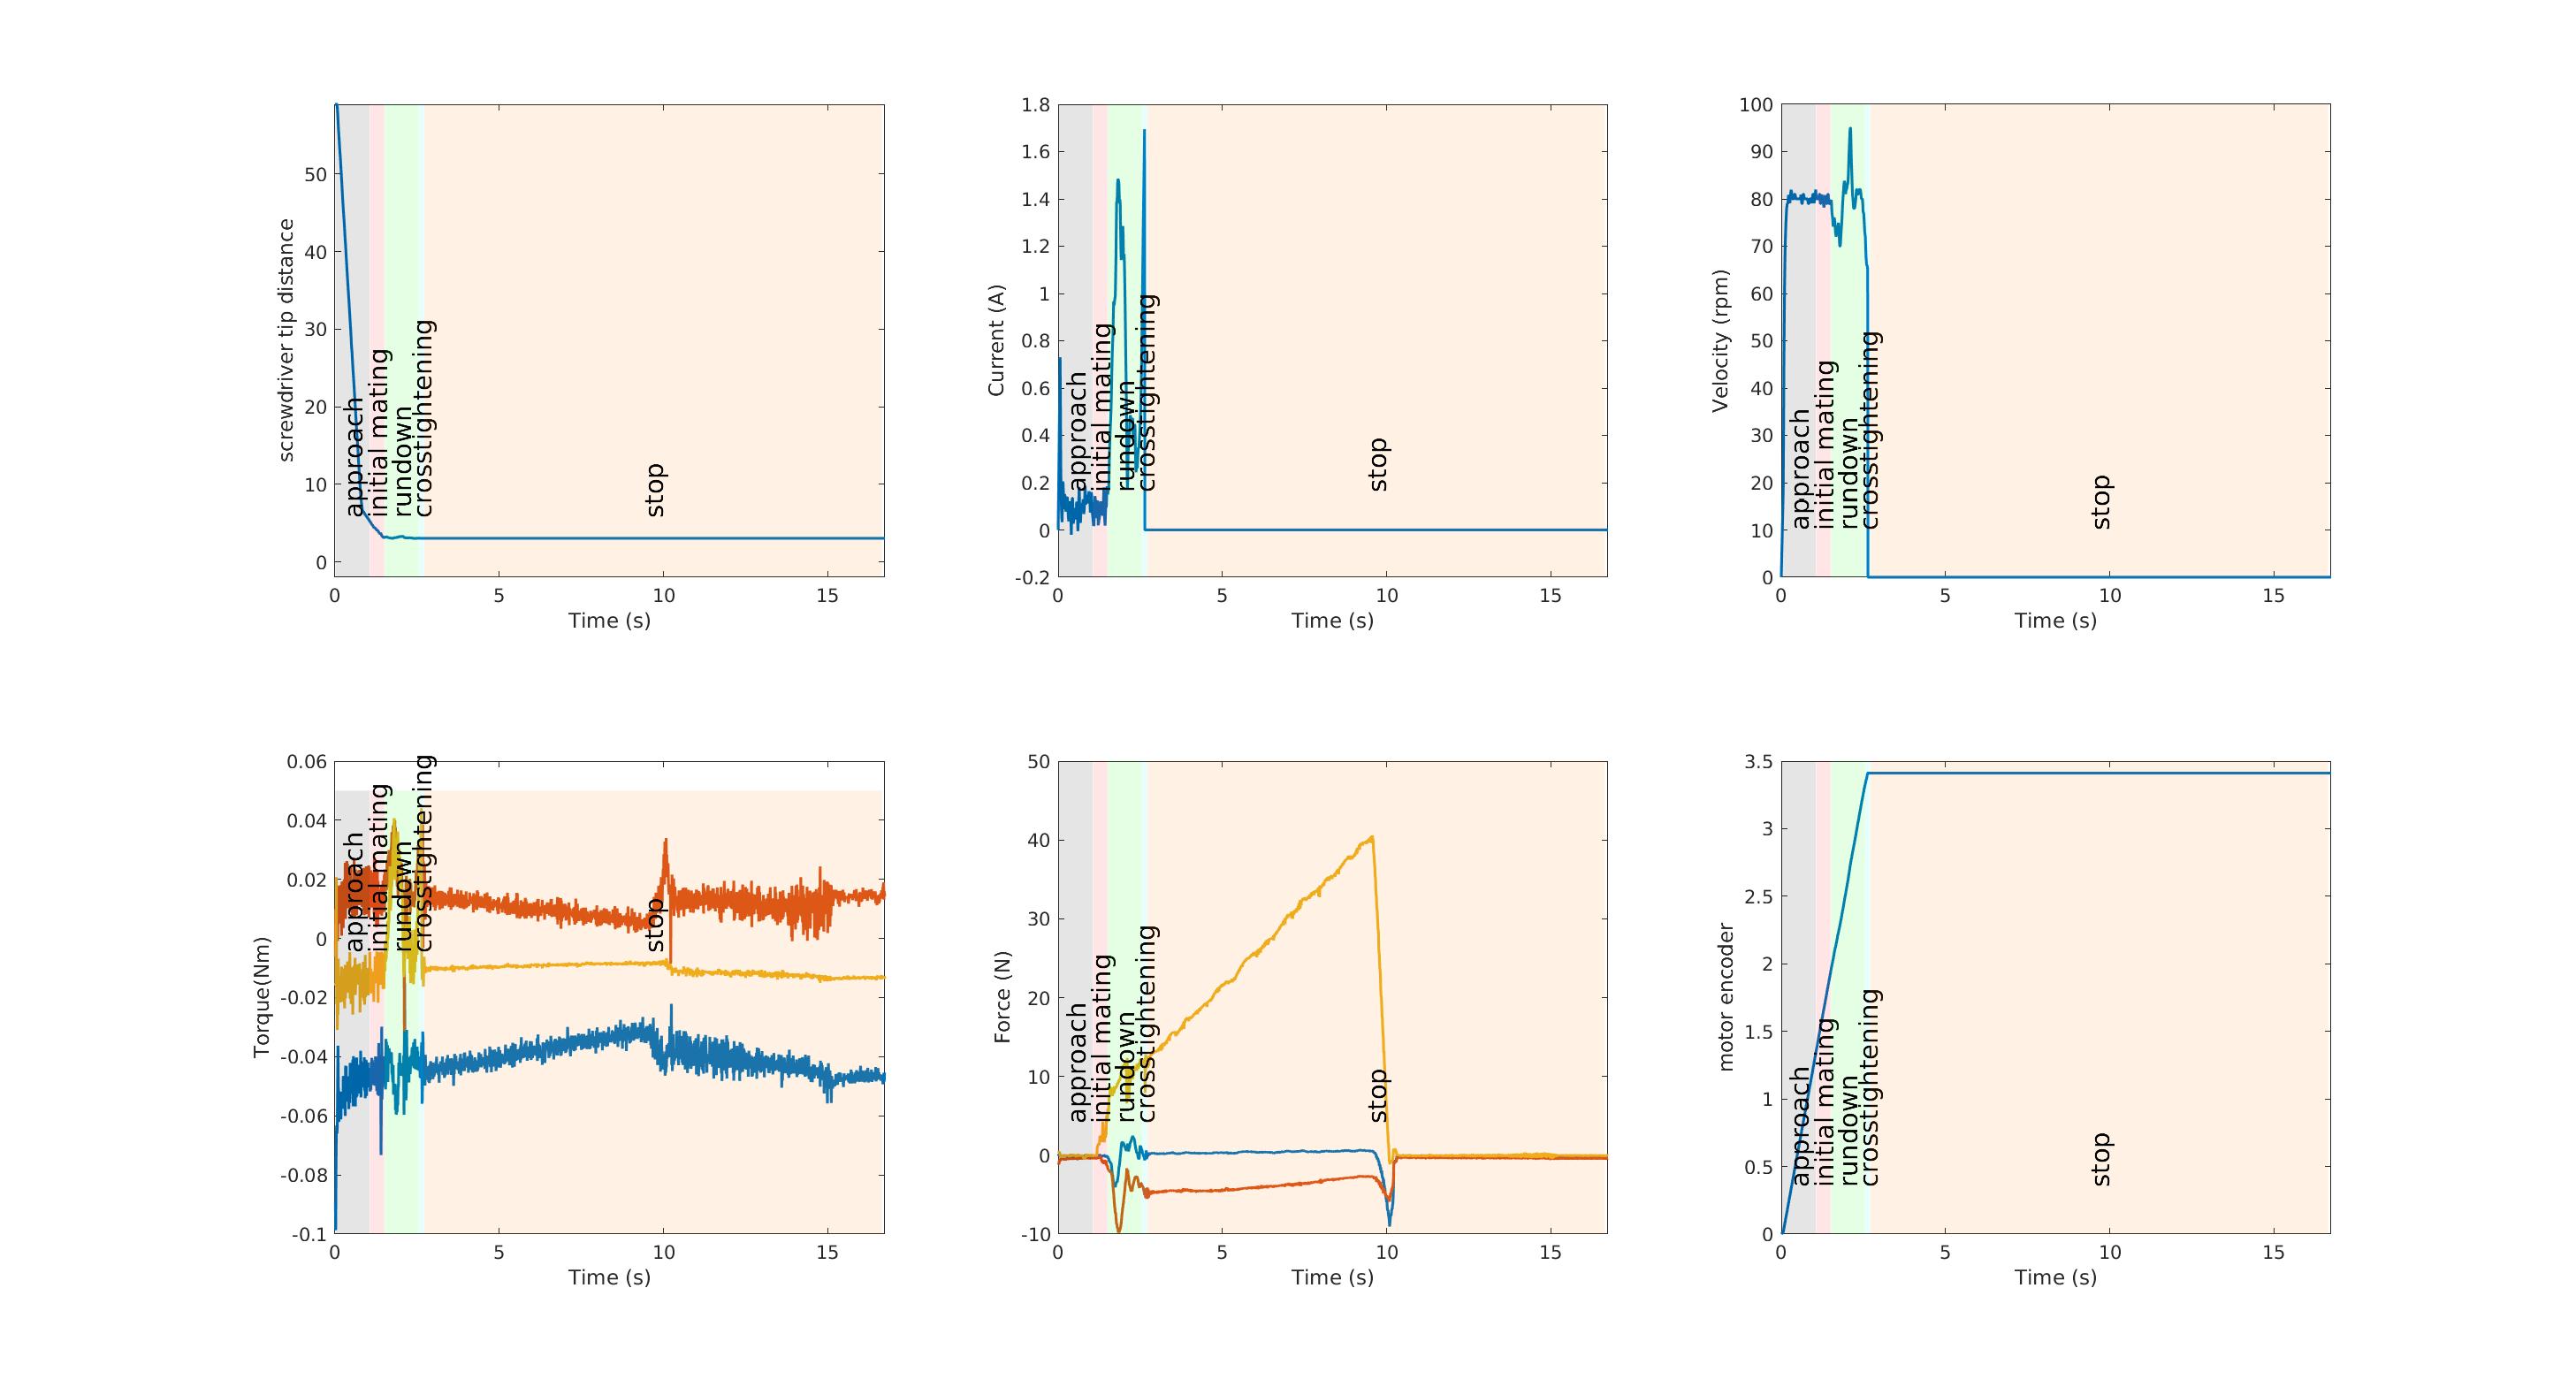 screwdriver tip distance
50
40
30
20
10
0
approach
initial mating
rundown
crosstightening
stop
0 5 10 15
Time (s)
Current (A)
1.8
1.6
1.4
1.2
1
0.8
0.6
0.4
0.2
0
-0.2
approach
initial mating
rundown
crosstightening
stop
0 5 10 15
Time (s)
Velocity (rpm)
100
90
80
70
60
50
40
30
20
10
0
approach
initial mating
rundown
crosstightening
stop
0 5 10 15
Time (s)
Torque(Nm)
0.06
0.04
0.02
0
-0.02
-0.04
-0.06
-0.08
-0.1
approach
initial mating
rundown
crosstightening
stop
0 5 10 15
Time (s)
Force (N)
50
40
30
20
10
0
-10
approach
initial mating
rundown
crosstightening
stop
0 5 10 15
Time (s)
motor encoder
3.5
3
2.5
2
1.5
1
0.5
0
approach
initial mating
rundown
crosstightening
stop
0 5 10 15
Time (s)